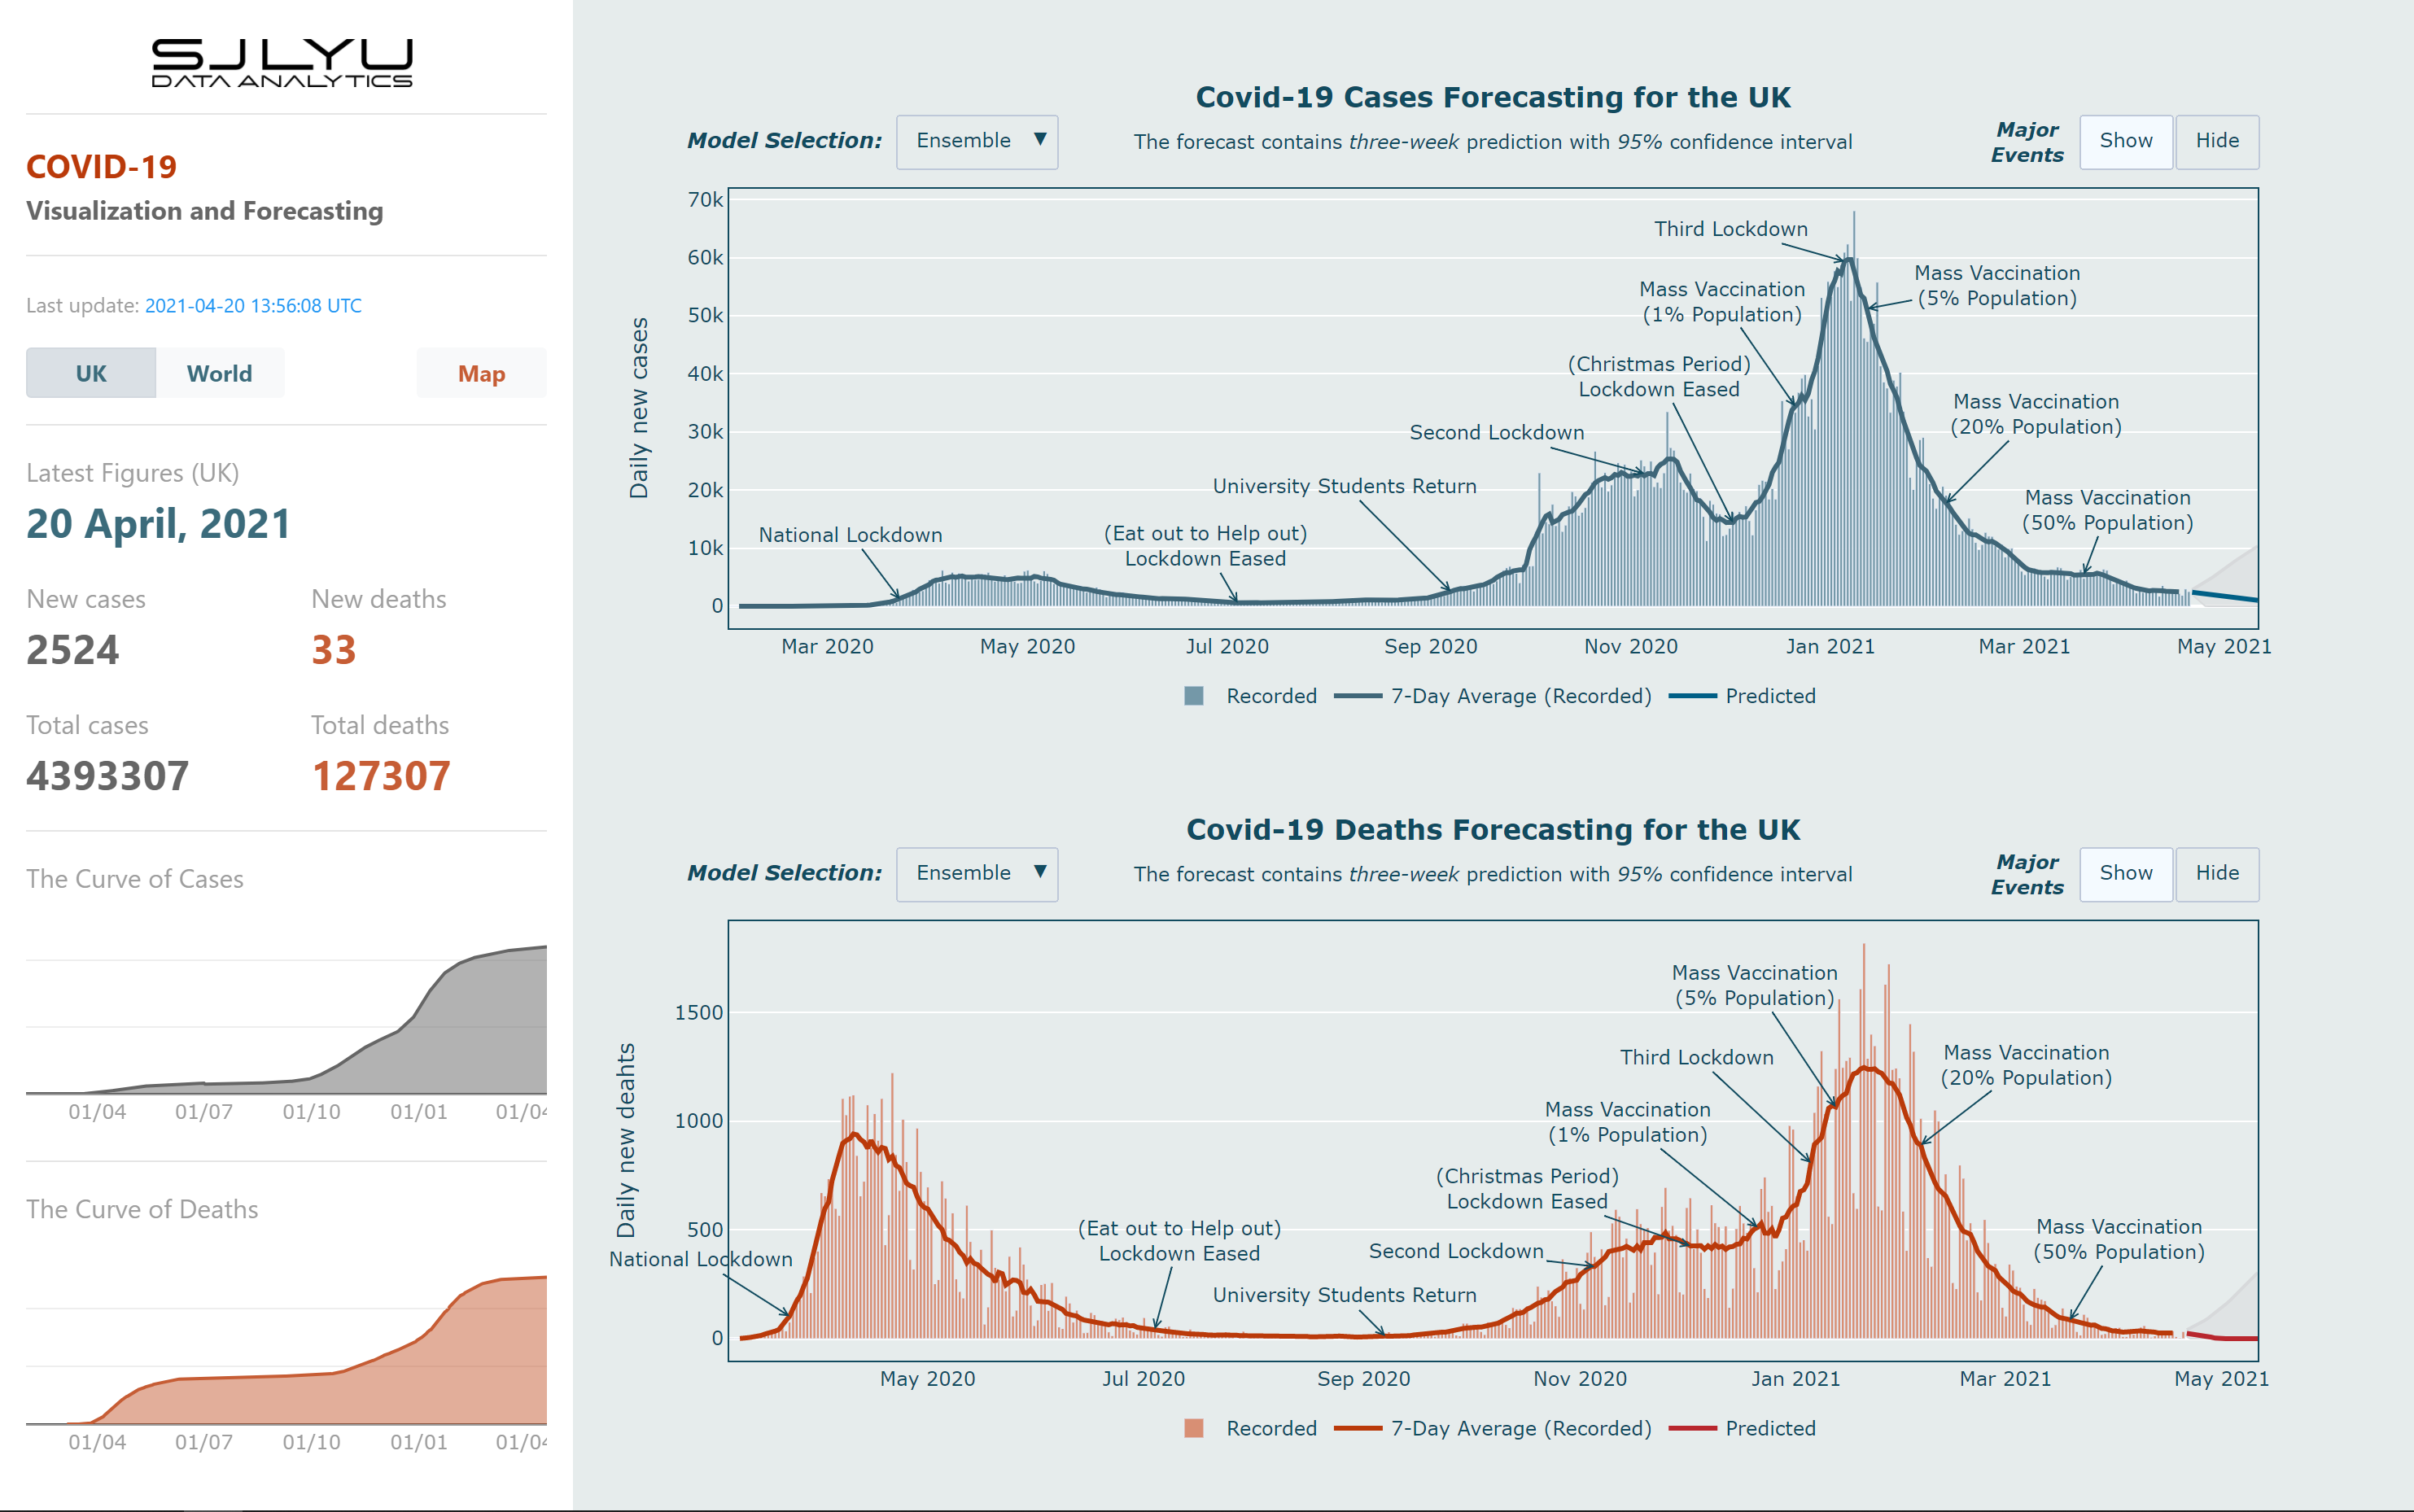 SJLYU
DATA ANALYTICS
COVID-19
Visualization and Forecasting
Last update: 2021-04-20 13:56:08 UTC
UK World Map
Latest Figures (UK)
20 April, 2021
New cases New deaths
2524 33
Total cases Total deaths
4393307 127307
The Curve of Cases
01/04 01/07 01/10 01/01 01/04
The Curve of Deaths
01/04 01/07 01/10 01/01 01/04
Covid-19 Cases Forecasting for the UK
Model Selection: Ensemble ▼
The forecast contains three-week prediction with 95% confidence interval
Major
Events
Show Hide
Daily new cases
70k
60k
50k
40k
30k
20k
10k
0
National Lockdown
(Eat out to Help out)
Lockdown Eased
University Students Return
Second Lockdown
(Christmas Period)
Lockdown Eased
Mass Vaccination
(1% Population)
Third Lockdown
Mass Vaccination
(5% Population)
Mass Vaccination
(20% Population)
Mass Vaccination
(50% Population)
Mar 2020 May 2020 Jul 2020 Sep 2020 Nov 2020 Jan 2021 Mar 2021 May 2021
Recorded 7-Day Average (Recorded) Predicted
Covid-19 Deaths Forecasting for the UK
Model Selection: Ensemble ▼
The forecast contains three-week prediction with 95% confidence interval
Major
Events
Show Hide
Daily new deahts
1500
1000
500
0
National Lockdown
(Eat out to Help out)
Lockdown Eased
University Students Return
Second Lockdown
(Christmas Period)
Lockdown Eased
Mass Vaccination
(1% Population)
Third Lockdown
Mass Vaccination
(5% Population)
Mass Vaccination
(20% Population)
Mass Vaccination
(50% Population)
May 2020 Jul 2020 Sep 2020 Nov 2020 Jan 2021 Mar 2021 May 2021
Recorded 7-Day Average (Recorded) Predicted